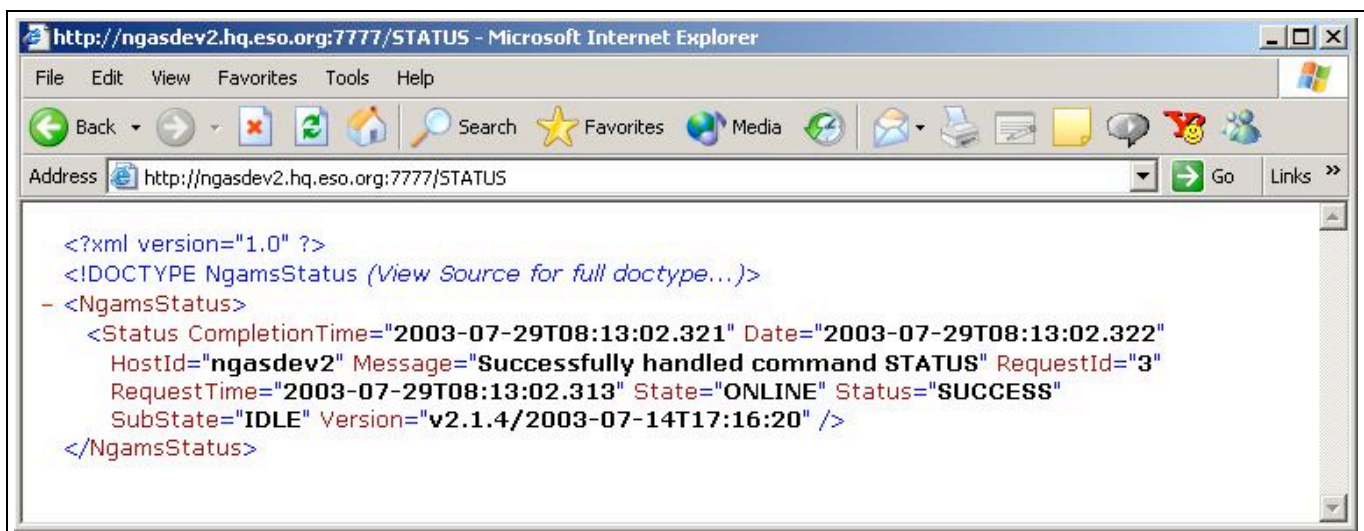 http://ngasdev2.hq.eso.org:7777/STATUS - Microsoft Internet Explorer
File Edit View Favorites Tools Help
Back Search Favorites Media
Address http://ngasdev2.hq.eso.org:7777/STATUS Go Links »
<?xml version="1.0" ?>
<!DOCTYPE NgamsStatus (View Source for full doctype...)>
- <NgamsStatus>
<Status CompletionTime="2003-07-29T08:13:02.321" Date="2003-07-29T08:13:02.322"
HostId="ngasdev2" Message="Successfully handled command STATUS" RequestId="3"
RequestTime="2003-07-29T08:13:02.313" State="ONLINE" Status="SUCCESS"
SubState="IDLE" Version="v2.1.4/2003-07-14T17:16:20" />
</NgamsStatus>